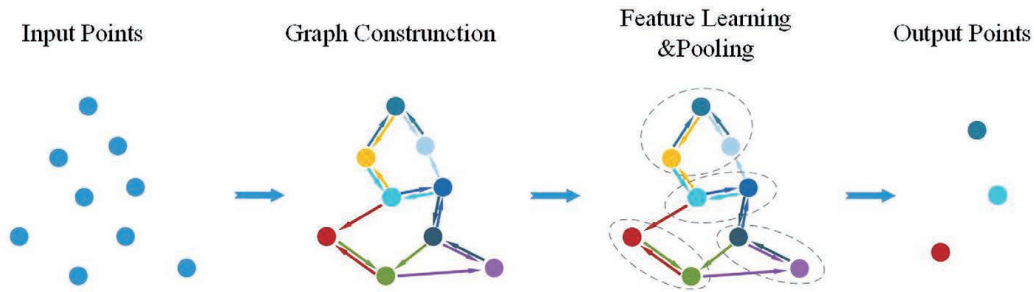 Input Points
Graph Construnction
Feature Learning
&Pooling
Output Points